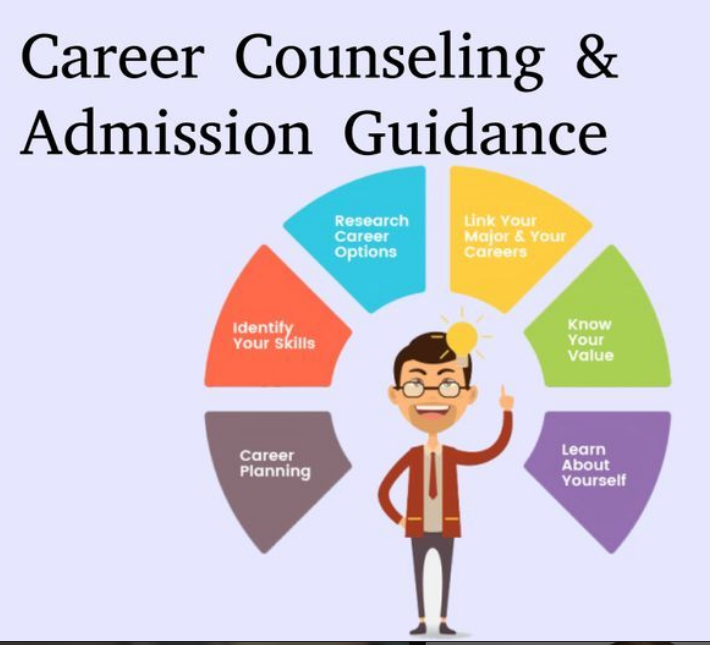 Career Counseling &
Admission Guidance
Research
Career
Options
Link Your
Major & Your
Careers
Identify
Your Skills
Know
Your
Value
Career
Planning
Learn
About
Yourself